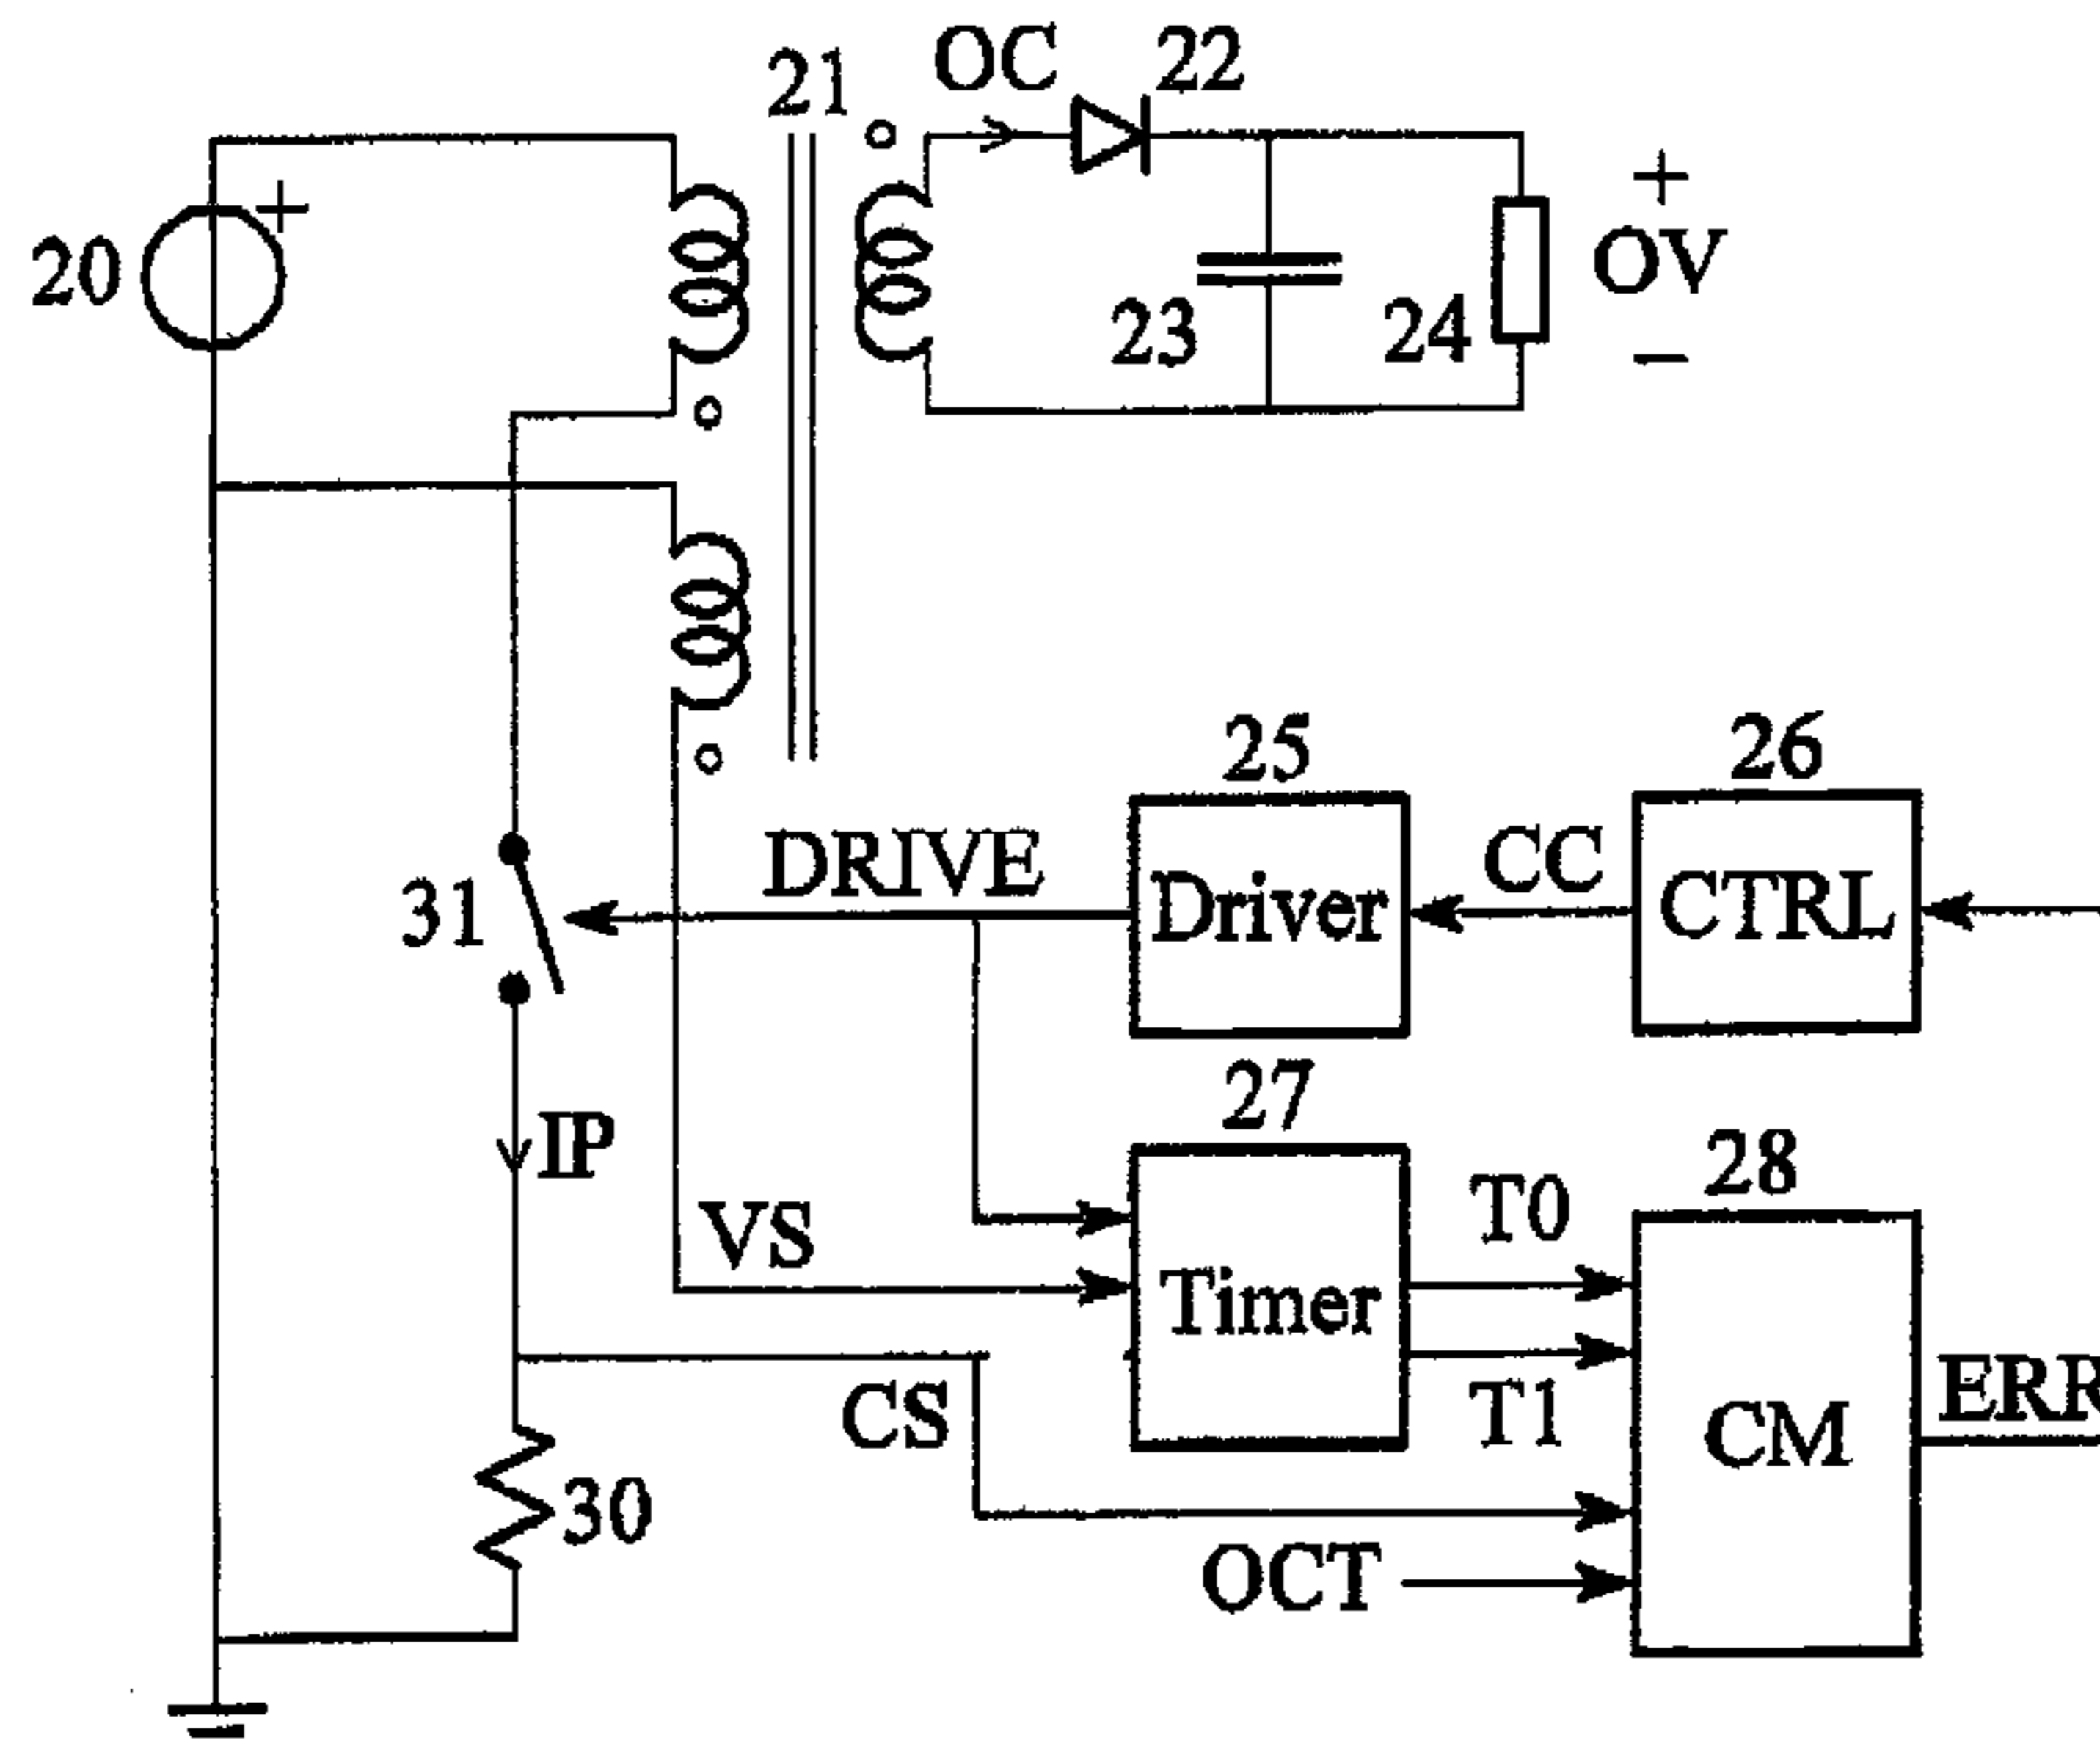 21
OC
22
+
20
+
OV
23
24
−
25
26
DRIVE
CC
31
Driver
CTRL
27
IP
28
T0
VS
Timer
T1
ERR
CS
CM
30
OCT